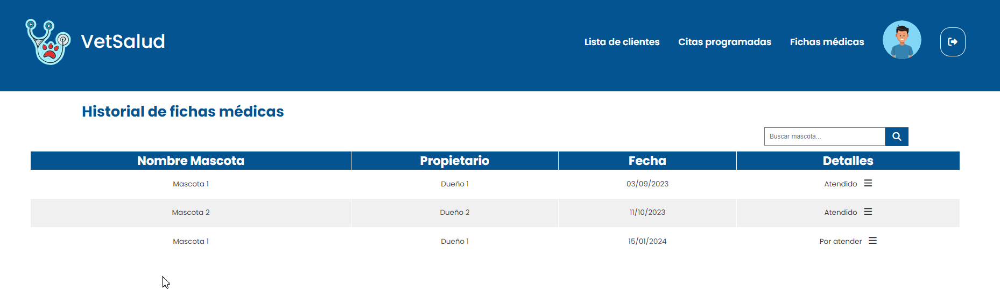 VetSalud
Lista de clientes Citas programadas Fichas médicas
Historial de fichas médicas
Buscar mascota...
Nombre Mascota Propietario Fecha Detalles
Mascota 1 Dueño 1 03/09/2023 Atendido
Mascota 2 Dueño 2 11/10/2023 Atendido
Mascota 1 Dueño 1 15/01/2024 Por atender